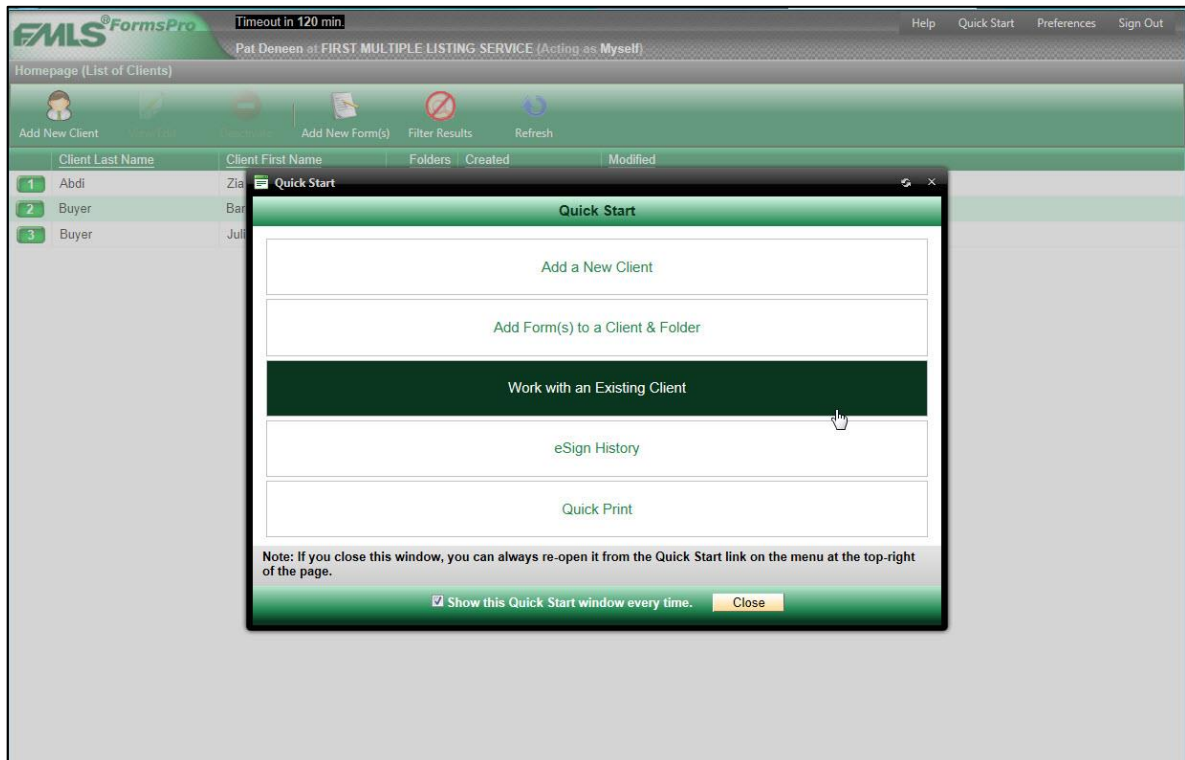 FMLS®FormsPro
Timeout in 120 min.
Help Quick Start Preferences Sign Out
Pat Deneen at FIRST MULTIPLE LISTING SERVICE (Acting as Myself)
Homepage (List of Clients)
Add New Client Add New Form(s) Filter Results Refresh
Client Last Name Client First Name Folders Created Modified
1 Abdi Zia
2 Buyer Bar
3 Buyer Juli
Quick Start
Quick Start
Add a New Client
Add Form(s) to a Client & Folder
Work with an Existing Client
eSign History
Quick Print
Note: If you close this window, you can always re-open it from the Quick Start link on the menu at the top-right
of the page.
Show this Quick Start window every time. Close